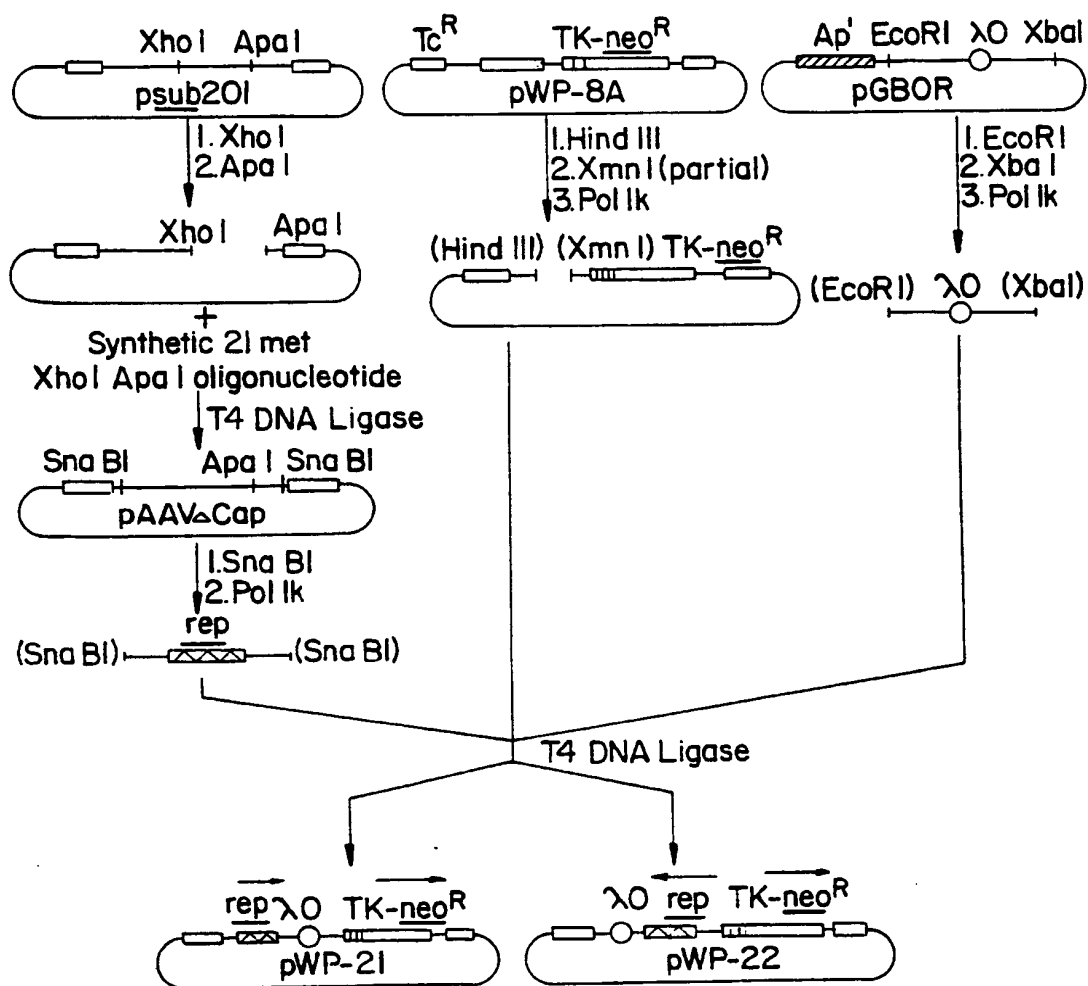 Xho I Apa I
psub201
1. Xho I
2. Apa I
Xho I Apa I
+
Synthetic 21 met
Xho I Apa I oligonucleotide
T4 DNA Ligase
Sna BI Apa I Sna BI
pAAV△Cap
1. Sna BI
2. Pol Ik
rep
(Sna BI) (Sna BI)
Tc^R TK-neo^R
pWP-8A
1. Hind III
2. Xmn I (partial)
3. Pol Ik
(Hind III) (Xmn I) TK-neo^R
Ap' EcoRI λO XbaI
pGBOR
1. EcoRI
2. Xba I
3. Pol Ik
(EcoRI) λO (XbaI)
T4 DNA Ligase
rep λO TK-neo^R
pWP-21
λO rep TK-neo^R
pWP-22